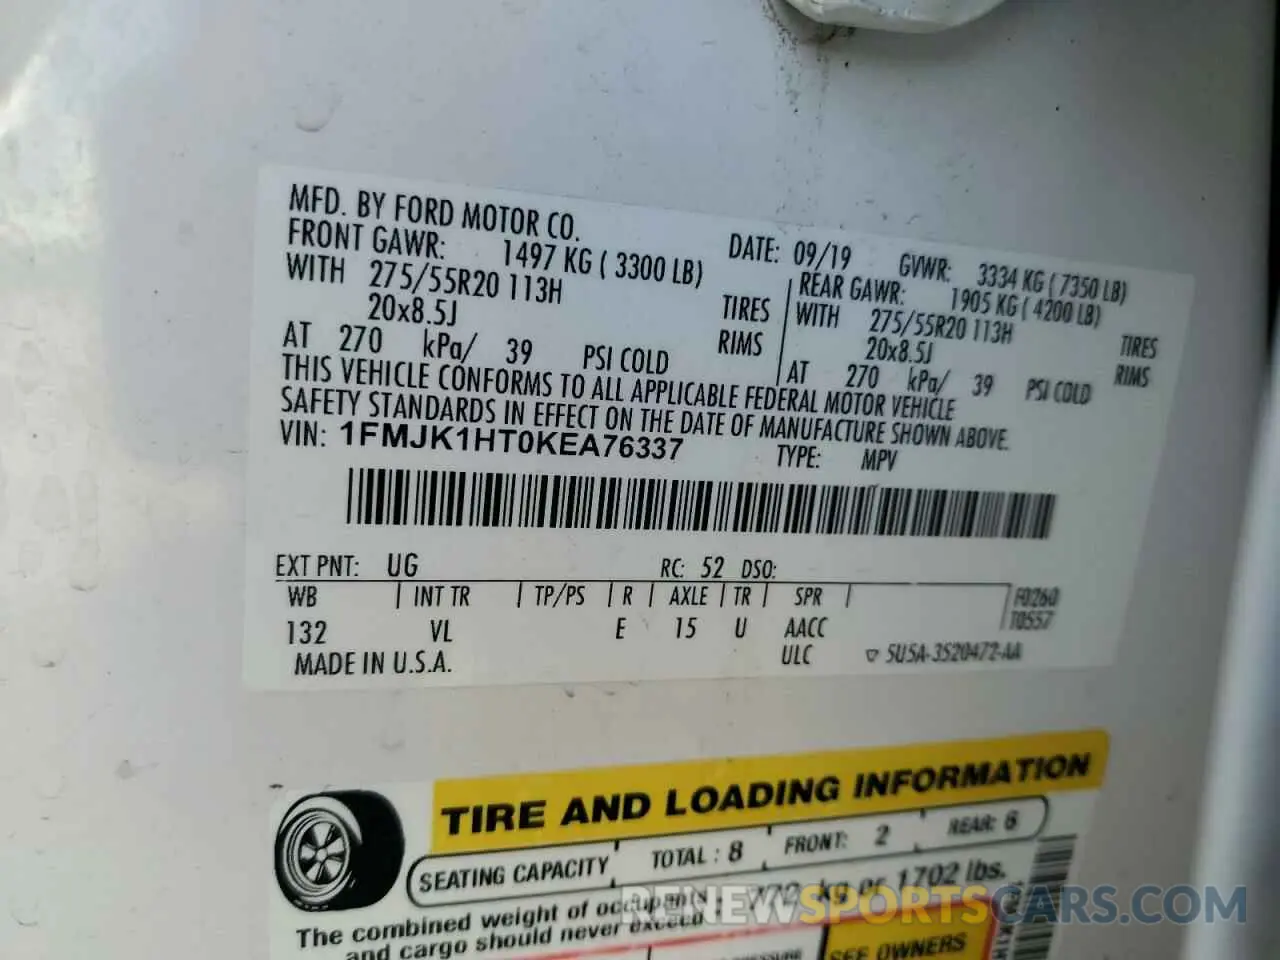 MFD. BY FORD MOTOR CO.
DATE: 09/19 GVWR: 3334 KG ( 7350 LB)
FRONT GAWR: 1497 KG ( 3300 LB)
REAR GAWR: 1905 KG ( 4200 LB)
WITH 275/55R20 113H TIRES
WITH 275/55R20 113H TIRES
20x8.5J RIMS
20x8.5J RIMS
AT 270 kPa/ 39 PSI COLD
AT 270 kPa/ 39 PSI COLD
THIS VEHICLE CONFORMS TO ALL APPLICABLE FEDERAL MOTOR VEHICLE
SAFETY STANDARDS IN EFFECT ON THE DATE OF MANUFACTURE SHOWN ABOVE.
VIN: 1FMJK1HT0KEA76337 TYPE: MPV
EXT PNT: UG RC: 52 DSO:
WB INT TR TP/PS R AXLE TR SPR F0260
132 VL E 15 U AACC T0557
MADE IN U.S.A. ULC ▽ 5U5A-3520472-AA
TIRE AND LOADING INFORMATION
SEATING CAPACITY TOTAL : 8 FRONT: 2 REAR: 6
The combined weight of occupants 772 kg or 1702 lbs.
and cargo should never exceed
SEE OWNERS
RENEWSPORTSCARS.COM